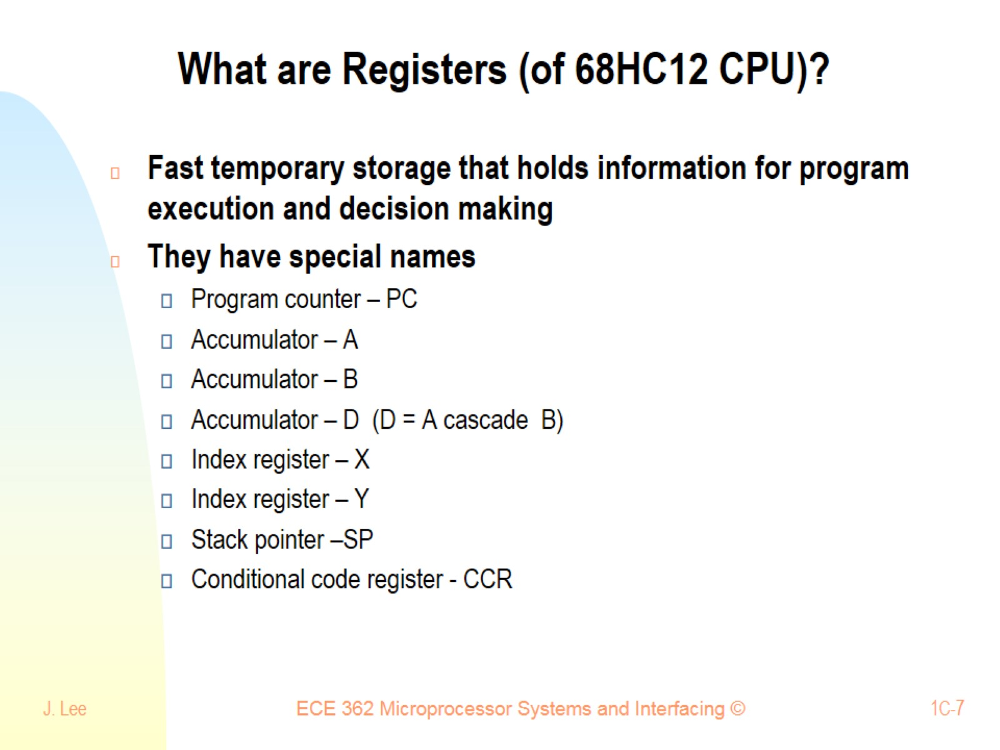 What are Registers (of 68HC12 CPU)?
Fast temporary storage that holds information for program
execution and decision making
They have special names
Program counter – PC
Accumulator – A
Accumulator – B
Accumulator – D (D = A cascade B)
Index register – X
Index register – Y
Stack pointer –SP
Conditional code register - CCR
J. Lee
ECE 362 Microprocessor Systems and Interfacing ©
1C-7